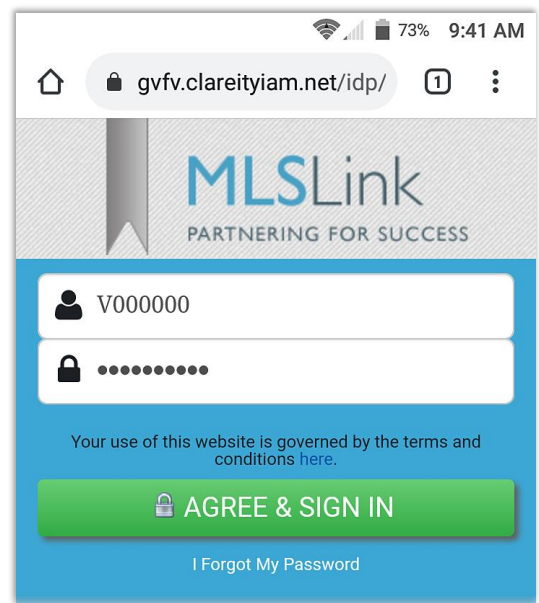 73% 9:41 AM
gvfv.clareityiam.net/idp/ 1
MLSLink
PARTNERING FOR SUCCESS
V000000
••••••••••
Your use of this website is governed by the terms and
conditions here.
AGREE & SIGN IN
I Forgot My Password